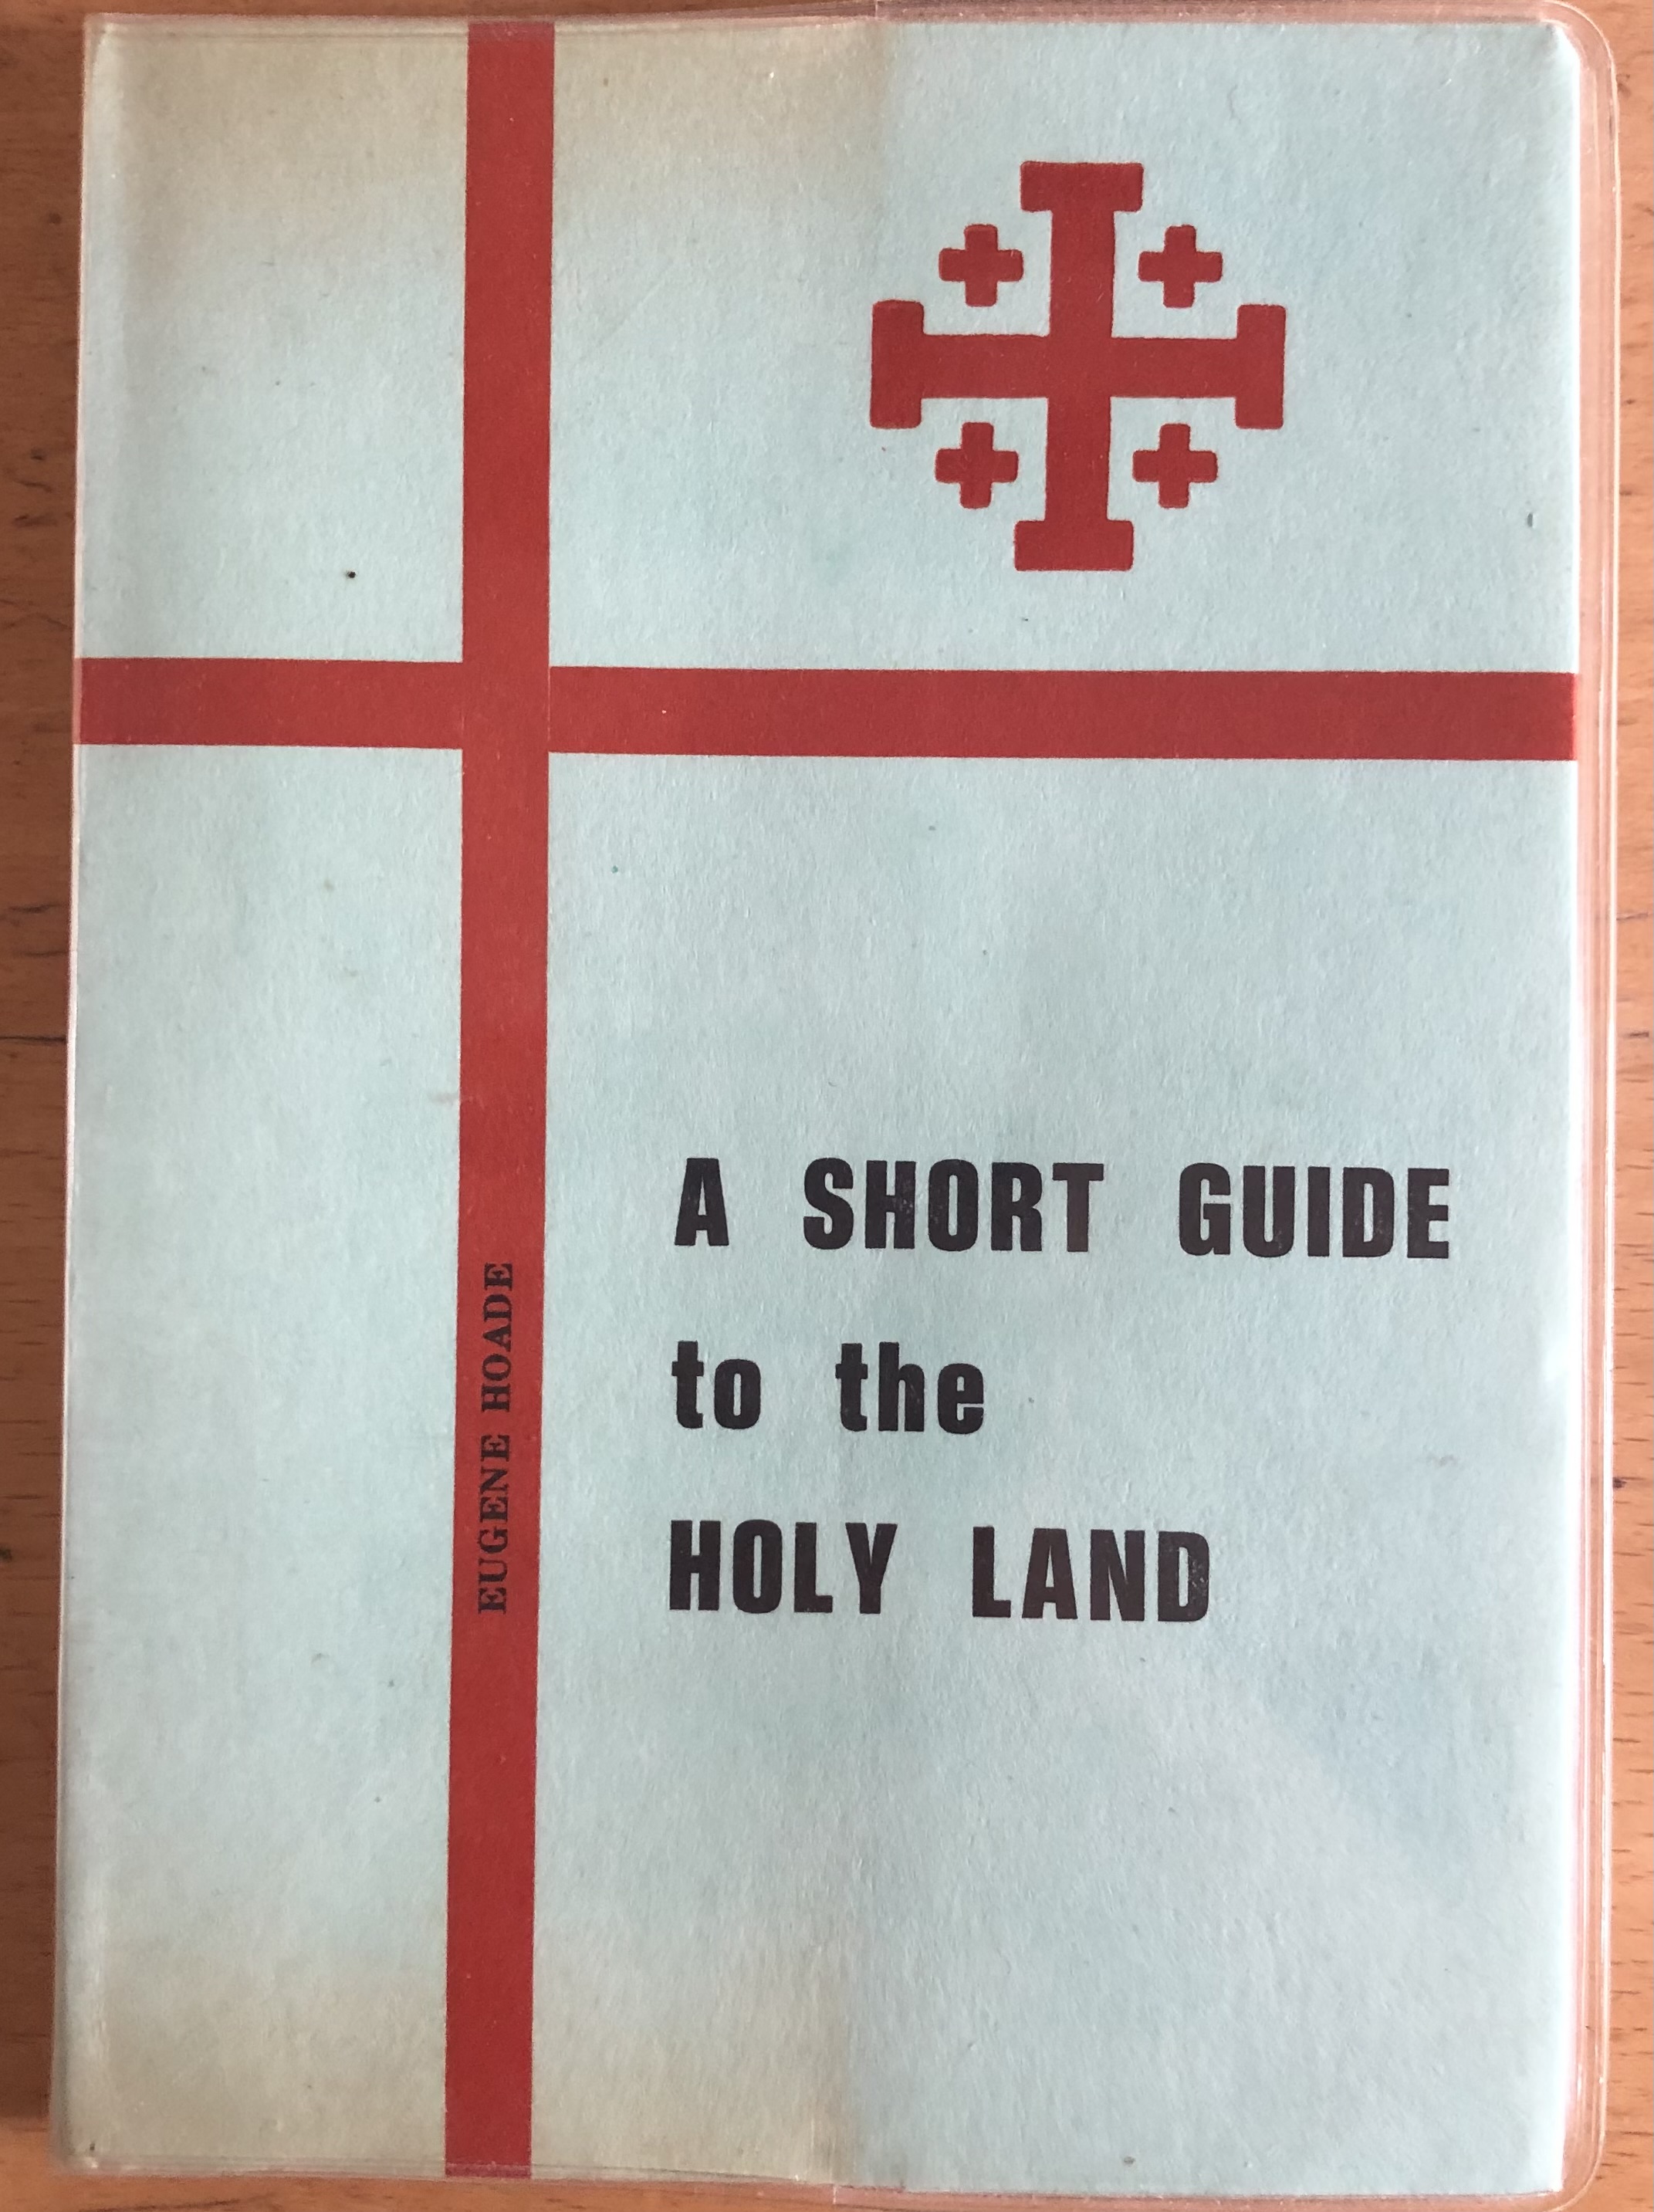 A SHORT GUIDE
to the
HOLY LAND
EUGENE HOADE